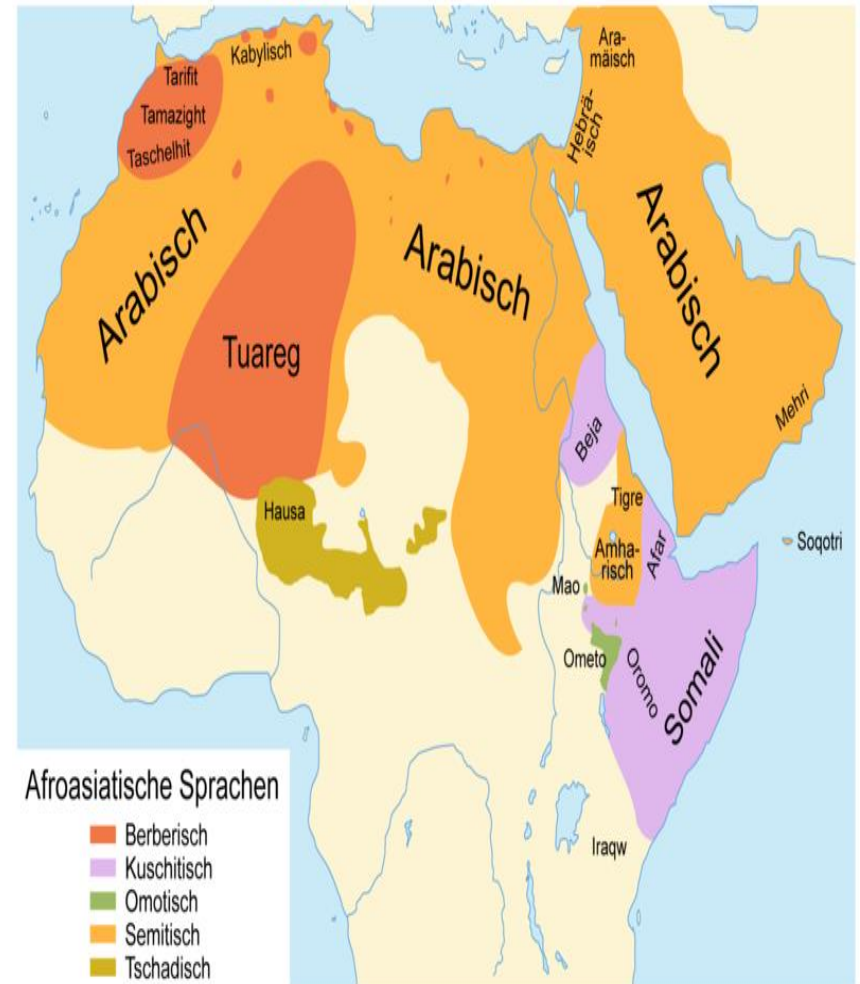 Kabylisch
Tarifit
Tamazight
Taschelhit
Ara-
mäisch
Hebrä-
isch
Arabisch
Arabisch
Arabisch
Tuareg
Mehri
Beja
Hausa
Tigre
Amha-
risch
Afar
Soqotri
Mao
Ometo
Oromo
Somali
Iraqw
Afroasiatische Sprachen
Berberisch
Kuschitisch
Omotisch
Semitisch
Tschadisch